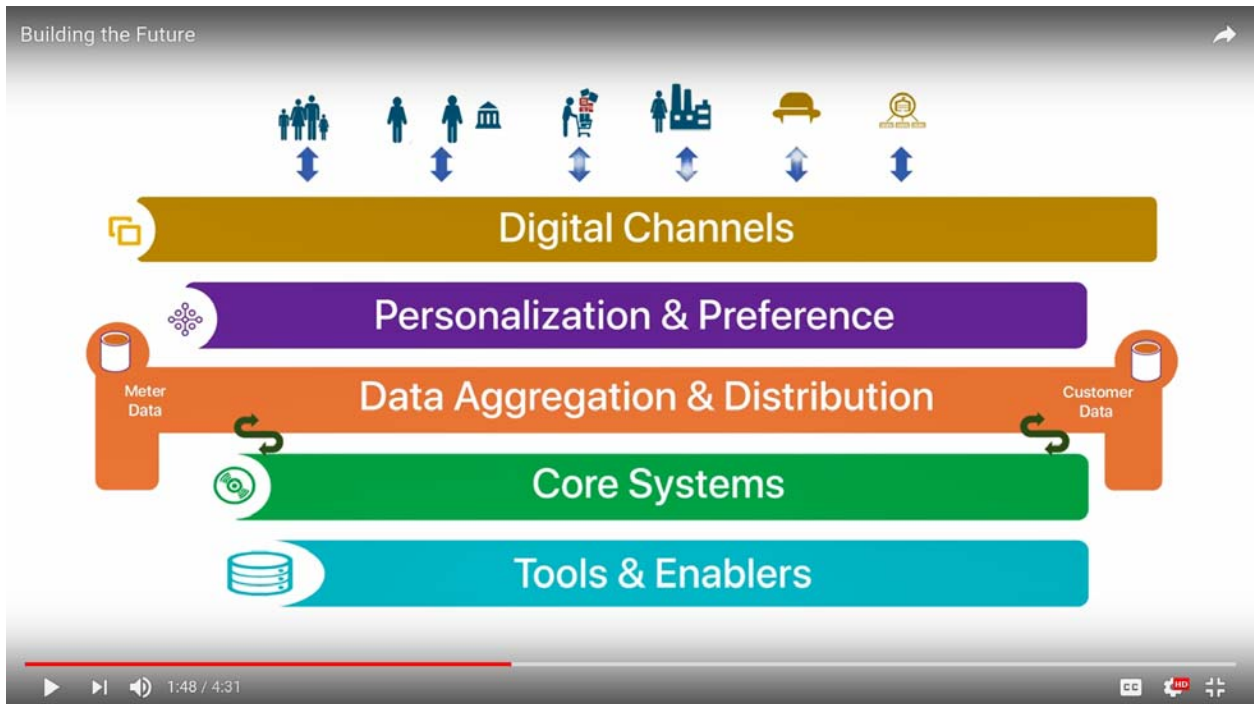 Building the Future
Digital Channels
Personalization & Preference
Meter
Data
Data Aggregation & Distribution
Customer
Data
Core Systems
Tools & Enablers
1:48 / 4:31
CC
HD